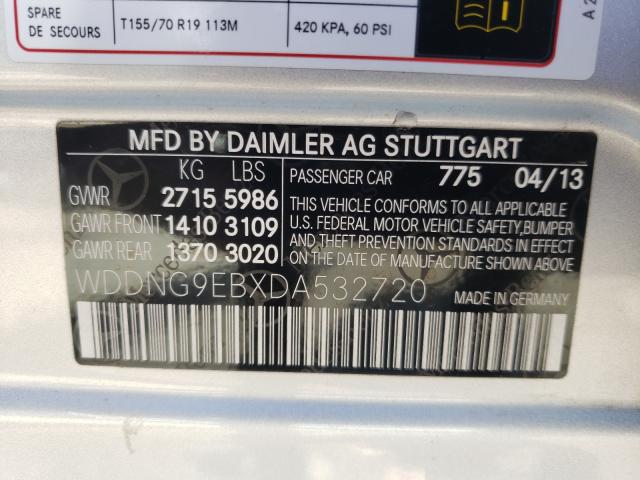 SPARE
DE SECOURS
T155/70 R19 113M
420 KPA, 60 PSI
A 2
MFD BY DAIMLER AG STUTTGART
KG LBS
GVWR 2715 5986
GAWR FRONT 1410 3109
GAWR REAR 1370 3020
PASSENGER CAR 775 04/13
THIS VEHICLE CONFORMS TO ALL APPLICABLE
U.S. FEDERAL MOTOR VEHICLE SAFETY,BUMPER
AND THEFT PREVENTION STANDARDS IN EFFECT
ON THE DATE OF MANUFACTURE SHOWN ABOVE.
WDDNG9EBXDA532720
MADE IN GERMANY